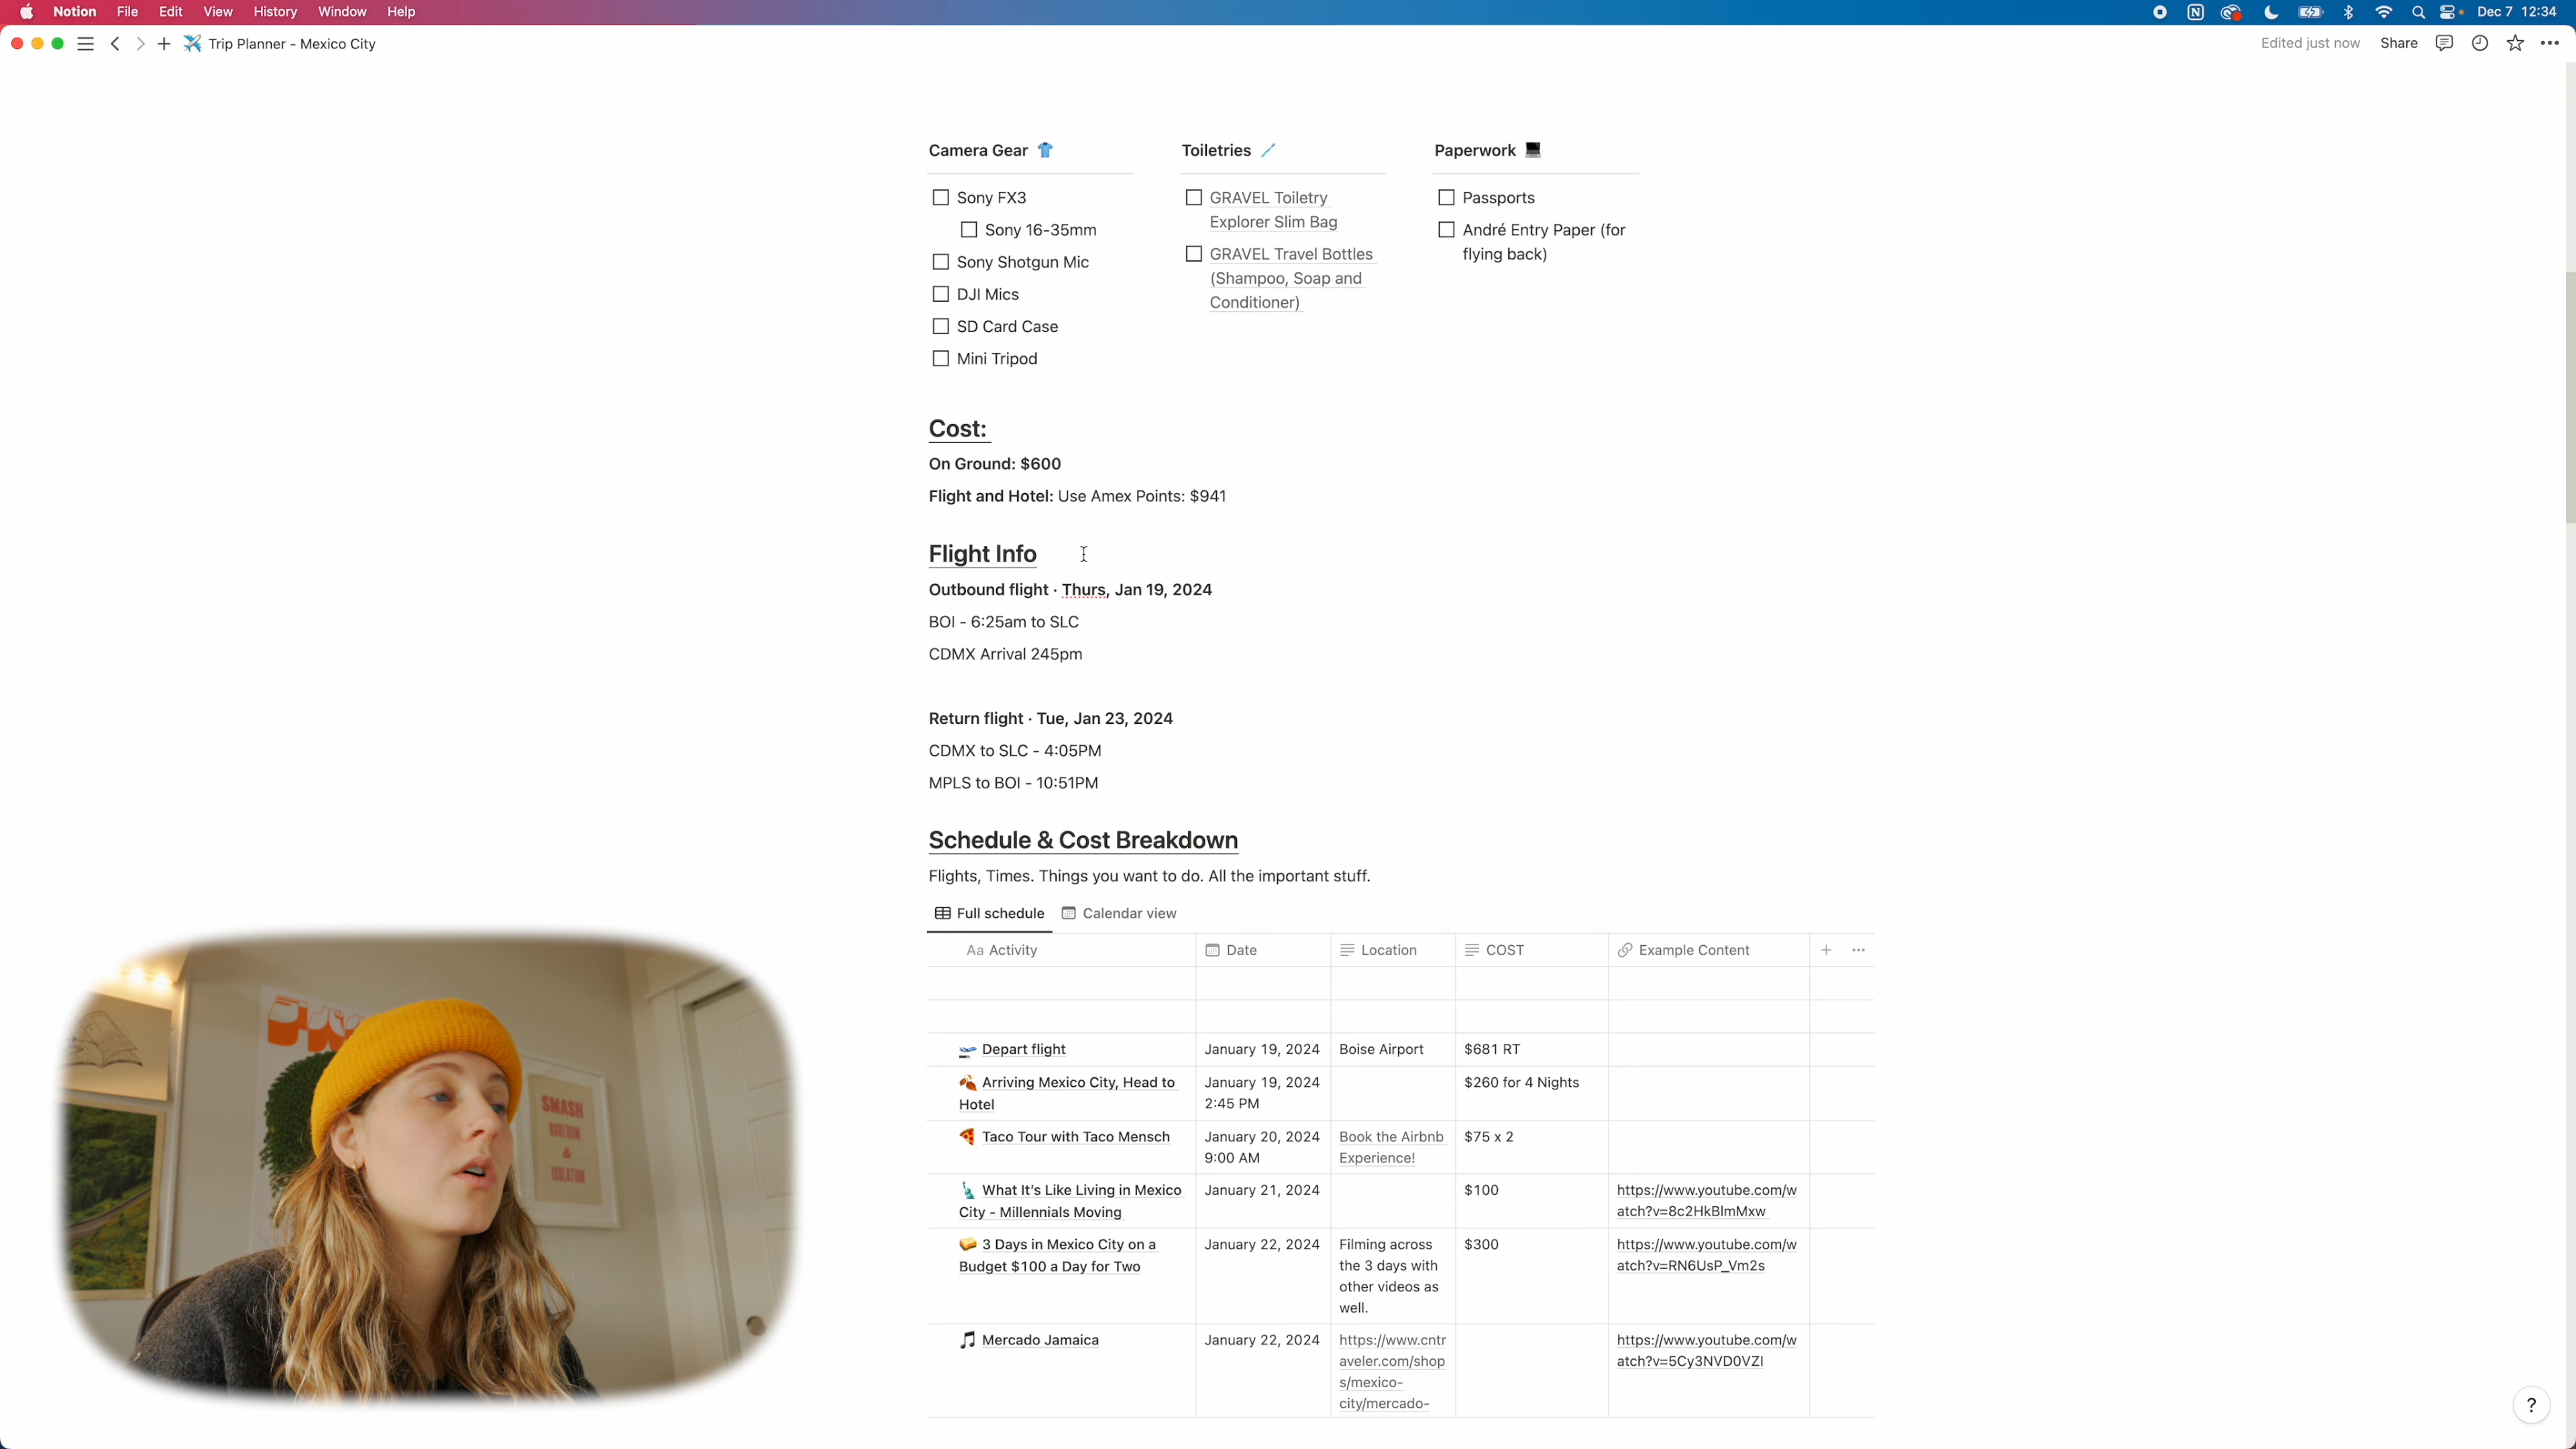 Notion File Edit View History Window Help
Dec 7 12:34
Trip Planner - Mexico City
Edited just now Share
Camera Gear
Sony FX3
Sony 16-35mm
Sony Shotgun Mic
DJI Mics
SD Card Case
Mini Tripod
Toiletries
GRAVEL Toiletry
Explorer Slim Bag
GRAVEL Travel Bottles
(Shampoo, Soap and
Conditioner)
Paperwork
Passports
André Entry Paper (for
flying back)
Cost:
On Ground: $600
Flight and Hotel: Use Amex Points: $941
Flight Info
Outbound flight · Thurs, Jan 19, 2024
BOI - 6:25am to SLC
CDMX Arrival 245pm
Return flight · Tue, Jan 23, 2024
CDMX to SLC - 4:05PM
MPLS to BOI - 10:51PM
Schedule & Cost Breakdown
Flights, Times. Things you want to do. All the important stuff.
Full schedule Calendar view
Aa Activity Date Location COST Example Content
Depart flight January 19, 2024 Boise Airport $681 RT
Arriving Mexico City, Head to January 19, 2024 $260 for 4 Nights
Hotel 2:45 PM
Taco Tour with Taco Mensch January 20, 2024 Book the Airbnb $75 x 2
9:00 AM Experience!
What It's Like Living in Mexico January 21, 2024 $100 https://www.youtube.com/w
City - Millennials Moving atch?v=8c2HkBlmMxw
3 Days in Mexico City on a January 22, 2024 Filming across $300 https://www.youtube.com/w
Budget $100 a Day for Two the 3 days with atch?v=RN6UsP_Vm2s
other videos as
well.
Mercado Jamaica January 22, 2024 https://www.cntr https://www.youtube.com/w
aveler.com/shop atch?v=5Cy3NVD0VZI
s/mexico-
city/mercado-
SMASH
BOREDOM
&
ISOLATION
?